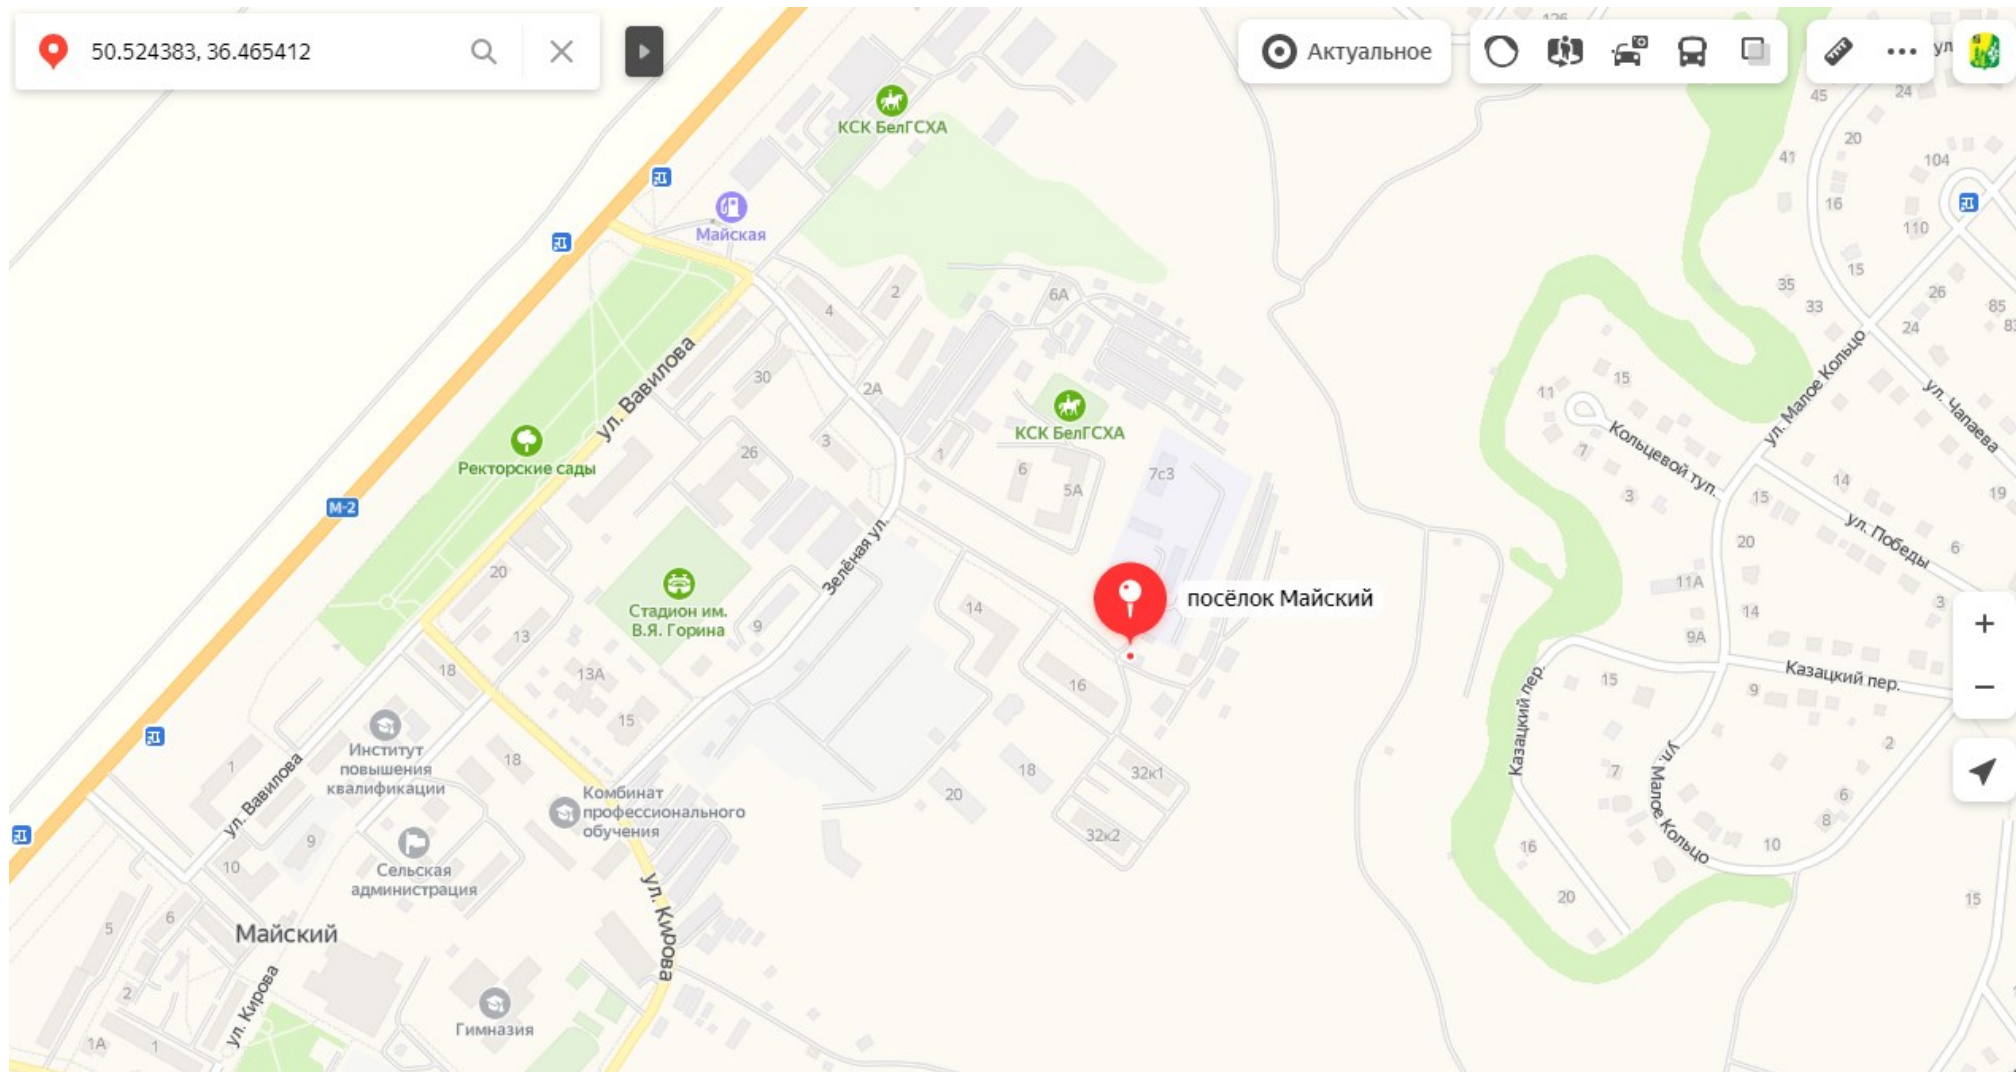 50.524383, 36.465412
Актуальное
126
ул
КСК БелГСХА
Майская
45
24
20
41
104
16
110
35
15
33
26
85
24
6А
2
4
ул. Вавилова
30
2А
КСК БелГСХА
ул. Малое Кольцо
ул. Чапаева
15
11
Кольцевой туп.
7
3
Ректорские сады
26
3
1
6
5А
7с3
14
19
15
ул. Победы
20
6
М-2
Зелёная ул.
20
Стадион им.
В.Я. Горина
9
13
13А
18
15
14
посёлок Майский
16
11А
14
9А
3
Казацкий пер.
15
9
Казацкий пер.
2
Институт
повышения
квалификации
18
1
ул. Вавилова
Комбинат
профессионального
обучения
18
20
32к1
32к2
7
ул. Малое Кольцо
6
8
10
16
20
15
9
10
Сельская
администрация
ул. Кирова
5
6
Майский
2
ул. Кирова
Гимназия
1А
1